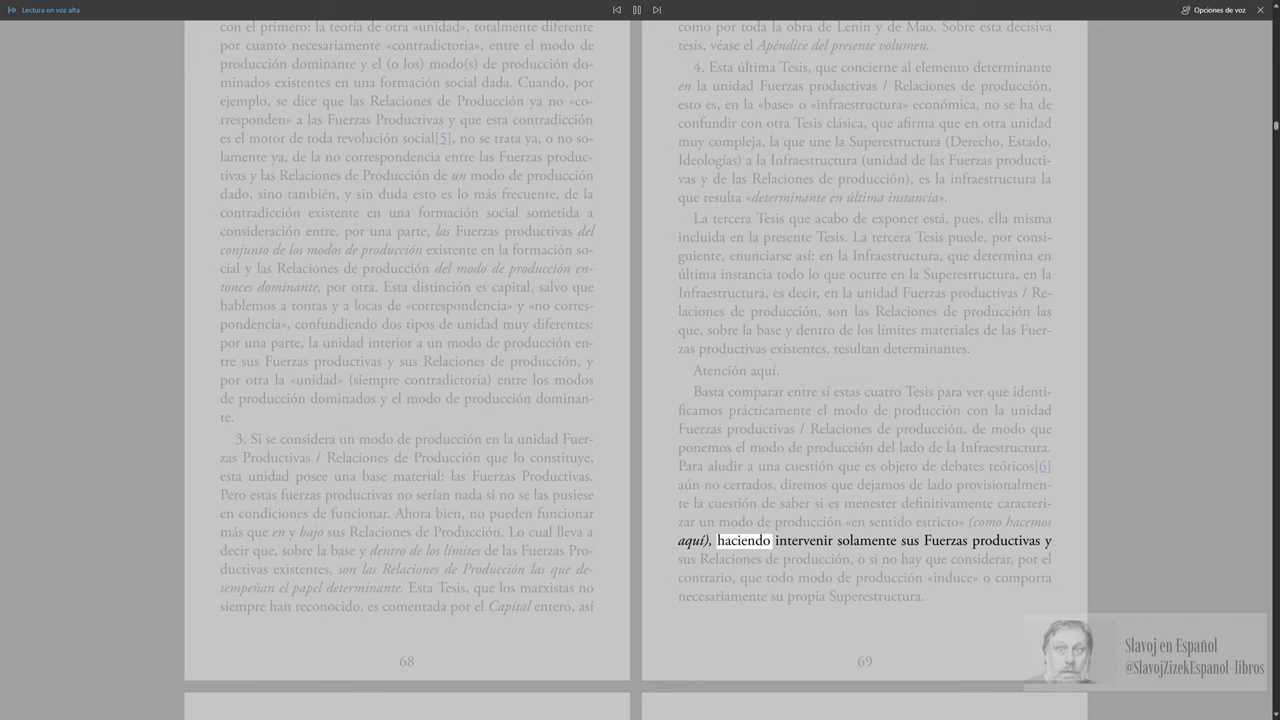 Lectura en voz alta
Opciones de voz
con el primero: la teoría de otra «unidad», totalmente diferente
por cuanto necesariamente «contradictoria», entre el modo de
producción dominante y el (o los) modo(s) de producción do-
minados existentes en una formación social dada. Cuando, por
ejemplo, se dice que las Relaciones de Producción ya no «co-
rresponden» a las Fuerzas Productivas y que esta contradicción
es el motor de toda revolución social[5], no se trata ya, o no so-
lamente ya, de la no correspondencia entre las Fuerzas produc-
tivas y las Relaciones de Producción de un modo de producción
dado, sino también, y sin duda esto es lo más frecuente, de la
contradicción existente en una formación social sometida a
consideración entre, por una parte, las Fuerzas productivas del
conjunto de los modos de producción existente en la formación so-
cial y las Relaciones de producción del modo de producción en-
tonces dominante, por otra. Esta distinción es capital, salvo que
hablemos a tontas y a locas de «correspondencia» y «no corres-
pondencia», confundiendo dos tipos de unidad muy diferentes:
por una parte, la unidad interior a un modo de producción en-
tre sus Fuerzas productivas y sus Relaciones de Producción, y
por otra la «unidad» (siempre contradictoria) entre los modos
de producción dominados y el modo de producción dominan-
te.
3. Si se considera un modo de producción en la unidad Fuer-
zas Productivas / Relaciones de Producción que lo constituye,
esta unidad posee una base material: las Fuerzas Productivas.
Pero estas fuerzas productivas no serían nada si no se las pusiese
en condiciones de funcionar. Ahora bien, no pueden funcionar
más que en y bajo sus Relaciones de Producción. Lo cual lleva a
decir que, sobre la base y dentro de los límites de las Fuerzas Pro-
ductivas existentes, son las Relaciones de Producción las que de-
sempeñan el papel determinante. Esta Tesis, que los marxistas no
siempre han reconocido, es comentada por el Capital entero, así
68
como por toda la obra de Lenin y de Mao. Sobre esta decisiva
tesis, véase el Apéndice del presente volumen.
4. Esta última Tesis, que concierne al elemento determinante
en la unidad Fuerzas productivas / Relaciones de producción,
esto es, en la «base» o «infraestructura» económica, no se ha de
confundir con otra Tesis clásica, que afirma que en otra unidad
muy compleja, la que une la Superestructura (Derecho, Estado,
Ideologías) a la Infraestructura (unidad de las Fuerzas producti-
vas y de las Relaciones de producción), es la infraestructura la
que resulta «determinante en última instancia».
La tercera Tesis que acabo de exponer está, pues, ella misma
incluida en la presente Tesis. La tercera Tesis puede, por consi-
guiente, enunciarse así: en la Infraestructura, que determina en
última instancia todo lo que ocurre en la Superestructura, en la
Infraestructura, es decir, en la unidad Fuerzas productivas / Re-
laciones de producción, son las Relaciones de producción las
que, sobre la base y dentro de los límites materiales de las Fuer-
zas productivas existentes, resultan determinantes.
Atención aquí.
Basta comparar entre sí estas cuatro Tesis para ver que identi-
ficamos prácticamente el modo de producción con la unidad
Fuerzas productivas / Relaciones de producción, de modo que
ponemos el modo de producción del lado de la Infraestructura.
Para aludir a una cuestión que es objeto de debates teóricos[6]
aún no cerrados, diremos que dejamos de lado provisionalmen-
te la cuestión de saber si es menester definitivamente caracteri-
zar un modo de producción «en sentido estricto» (como hacemos
aquí), haciendo intervenir solamente sus Fuerzas productivas y
sus Relaciones de producción, o si no hay que considerar, por el
contrario, que todo modo de producción «induce» o comporta
necesariamente su propia Superestructura.
69
Slavoj en Español
@SlavojZizekEspanol-libros